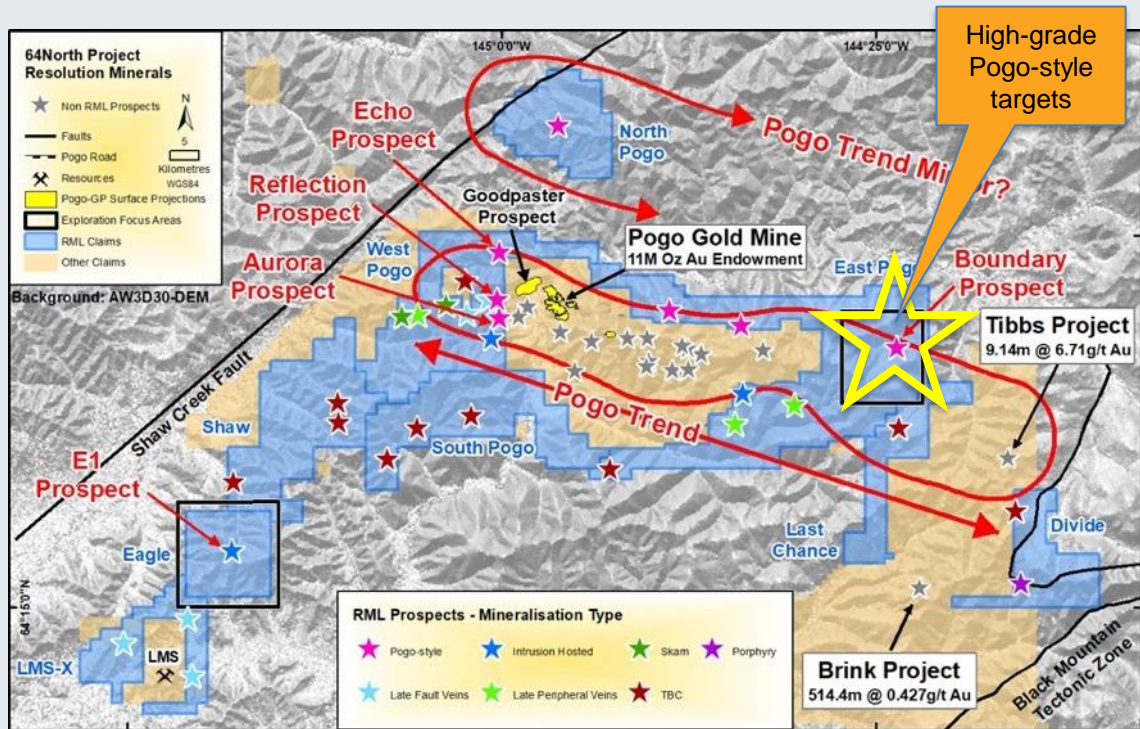 64North Project
Resolution Minerals
Non RML Prospects
Faults
Pogo Road
Resources
Pogo-GP Surface Projections
Exploration Focus Areas
RML Claims
Other Claims
N
5
Kilometres
WGS84
Background: AW3D30-DEM
145°0'0"W
144°25'0"W
High-grade
Pogo-style
targets
Echo
Prospect
North
Pogo
Pogo Trend Mirror?
Reflection
Prospect
Goodpaster
Prospect
West
Pogo
Pogo Gold Mine
11M Oz Au Endowment
Aurora
Prospect
Boundary
Prospect
Tibbs Project
9.14m @ 6.71g/t Au
Shaw Creek Fault
Pogo Trend
Shaw
South Pogo
E1
Prospect
Eagle
Last
Chance
Divide
64°15'N
LMS-X
LMS
RML Prospects - Mineralisation Type
Pogo-style
Intrusion Hosted
Skarn
Porphyry
Late Fault Veins
Late Peripheral Veins
TBC
Brink Project
514.4m @ 0.427g/t Au
Black Mountain
Tectonic Zone